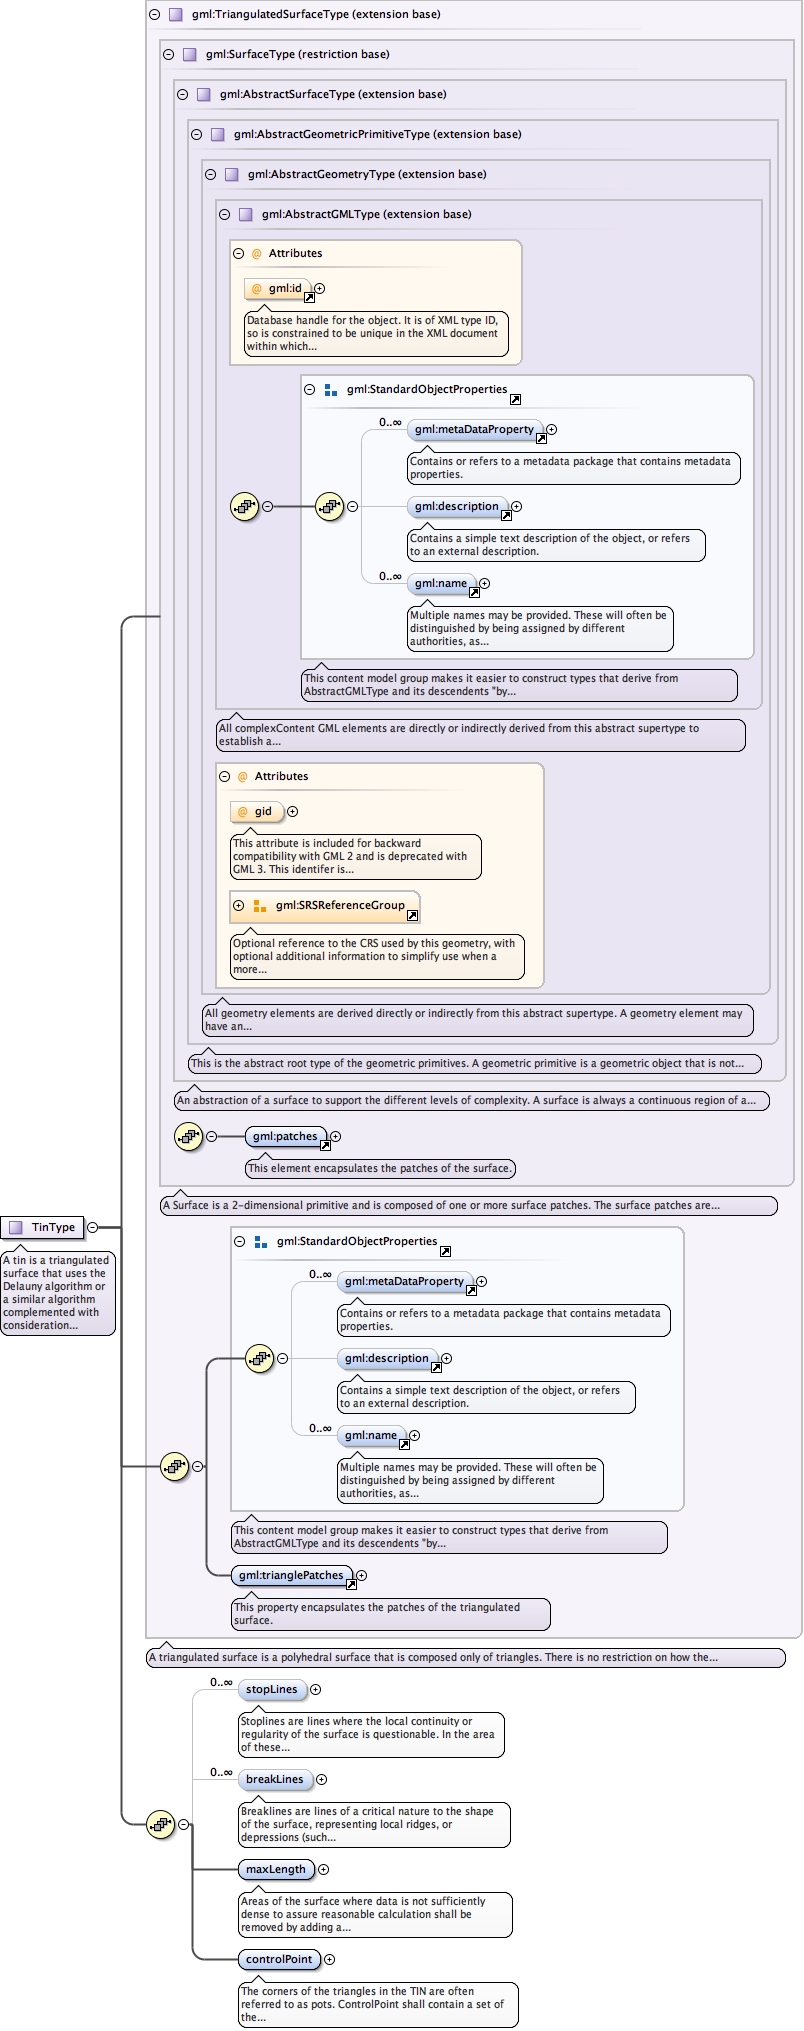 gml:TriangulatedSurfaceType (extension base)
gml:SurfaceType (restriction base)
gml:AbstractSurfaceType (extension base)
gml:AbstractGeometricPrimitiveType (extension base)
gml:AbstractGeometryType (extension base)
gml:AbstractGMLType (extension base)
@ Attributes
@ gml:id
Database handle for the object. It is of XML type ID,
so is constrained to be unique in the XML document
within which...
gml:StandardObjectProperties
0..∞
gml:metaDataProperty
Contains or refers to a metadata package that contains metadata
properties.
gml:description
Contains a simple text description of the object, or refers
to an external description.
0..∞
gml:name
Multiple names may be provided. These will often be
distinguished by being assigned by different
authorities, as...
This content model group makes it easier to construct types that derive from
AbstractGMLType and its descendents "by...
All complexContent GML elements are directly or indirectly derived from this abstract supertype to
establish a...
@ Attributes
@ gid
This attribute is included for backward
compatibility with GML 2 and is deprecated with
GML 3. This identifer is...
gml:SRSReferenceGroup
Optional reference to the CRS used by this geometry, with
optional additional information to simplify use when a
more...
All geometry elements are derived directly or indirectly from this abstract supertype. A geometry element may
have an...
This is the abstract root type of the geometric primitives. A geometric primitive is a geometric object that is not...
An abstraction of a surface to support the different levels of complexity. A surface is always a continuous region of a...
gml:patches
This element encapsulates the patches of the surface.
A Surface is a 2-dimensional primitive and is composed of one or more surface patches. The surface patches are...
TinType
A tin is a triangulated
surface that uses the
Delauny algorithm or
a similar algorithm
complemented with
consideration...
gml:StandardObjectProperties
0..∞
gml:metaDataProperty
Contains or refers to a metadata package that contains metadata
properties.
gml:description
Contains a simple text description of the object, or refers
to an external description.
0..∞
gml:name
Multiple names may be provided. These will often be
distinguished by being assigned by different
authorities, as...
This content model group makes it easier to construct types that derive from
AbstractGMLType and its descendents "by...
gml:trianglePatches
This property encapsulates the patches of the triangulated
surface.
A triangulated surface is a polyhedral surface that is composed only of triangles. There is no restriction on how the...
0..∞
stopLines
Stoplines are lines where the local continuity or
regularity of the surface is questionable. In the area
of these...
0..∞
breakLines
Breaklines are lines of a critical nature to the shape
of the surface, representing local ridges, or
depressions (such...
maxLength
Areas of the surface where data is not sufficiently
dense to assure reasonable calculation shall be
removed by adding a...
controlPoint
The corners of the triangles in the TIN are often
referred to as pots. ControlPoint shall contain a set of
the...